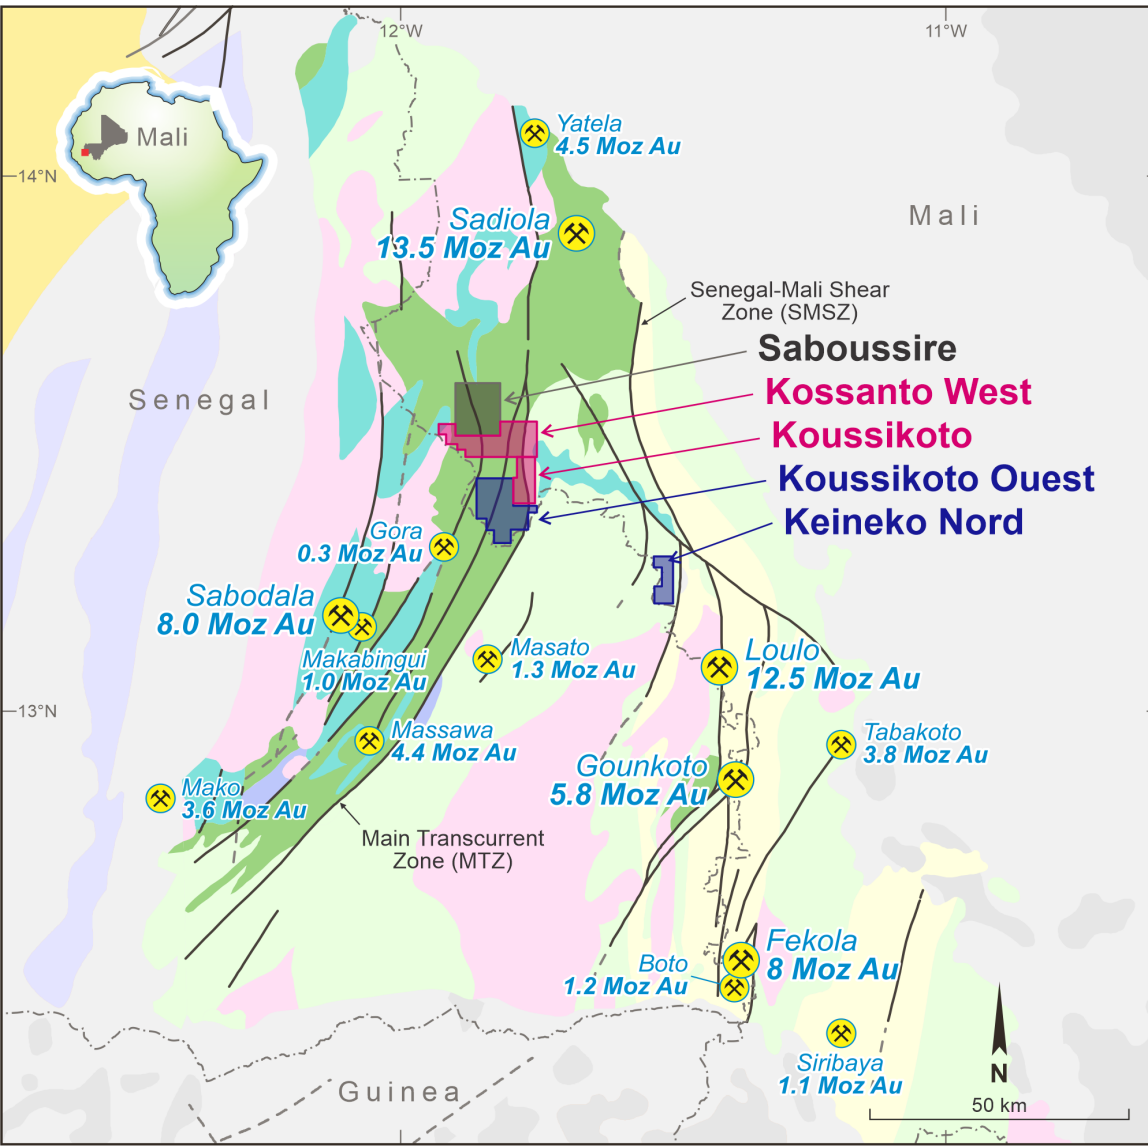 12°W
11°W
Mali
14°N
Yatela
4.5 Moz Au
Sadiola
13.5 Moz Au
Mali
Senegal-Mali Shear
Zone (SMSZ)
Saboussire
Kossanto West
Koussikoto
Koussikoto Ouest
Keineko Nord
Senegal
Gora
0.3 Moz Au
Sabodala
8.0 Moz Au
Makabingui
1.0 Moz Au
Masato
1.3 Moz Au
Loulo
12.5 Moz Au
13°N
Massawa
4.4 Moz Au
Tabakoto
3.8 Moz Au
Gounkoto
5.8 Moz Au
Mako
3.6 Moz Au
Main Transcurrent
Zone (MTZ)
Fekola
8 Moz Au
Boto
1.2 Moz Au
Siribaya
1.1 Moz Au
N
50 km
Guinea